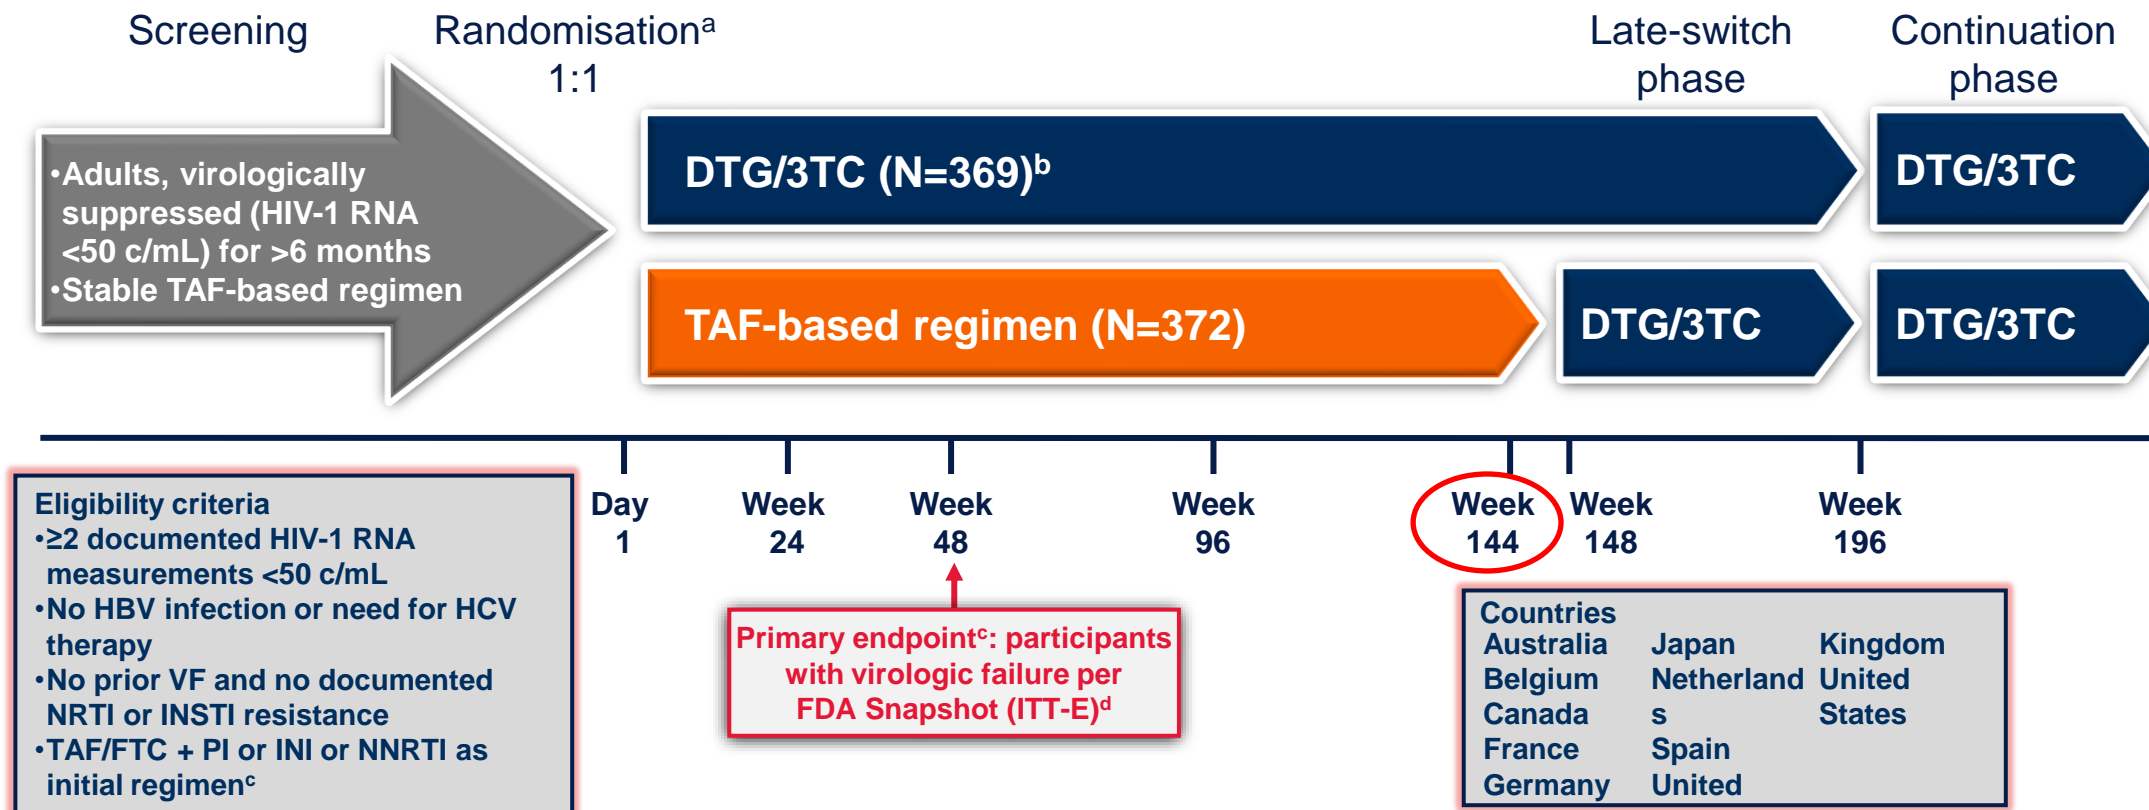 Screening
Randomisationa
1:1
Late-switch
phase
Continuation
phase
•Adults, virologically
suppressed (HIV-1 RNA
<50 c/mL) for >6 months
•Stable TAF-based regimen
DTG/3TC (N=369)b
DTG/3TC
TAF-based regimen (N=372)
DTG/3TC
DTG/3TC
Day
1
Week
24
Week
48
Week
96
Week
144
Week
148
Week
196
Eligibility criteria
•≥2 documented HIV-1 RNA
measurements <50 c/mL
•No HBV infection or need for HCV
therapy
•No prior VF and no documented
NRTI or INSTI resistance
•TAF/FTC + PI or INI or NNRTI as
initial regimenc
Primary endpointc: participants
with virologic failure per
FDA Snapshot (ITT-E)d
Countries
Australia
Belgium
Canada
France
Germany
Japan
Netherland
s
Spain
United
Kingdom
United
States